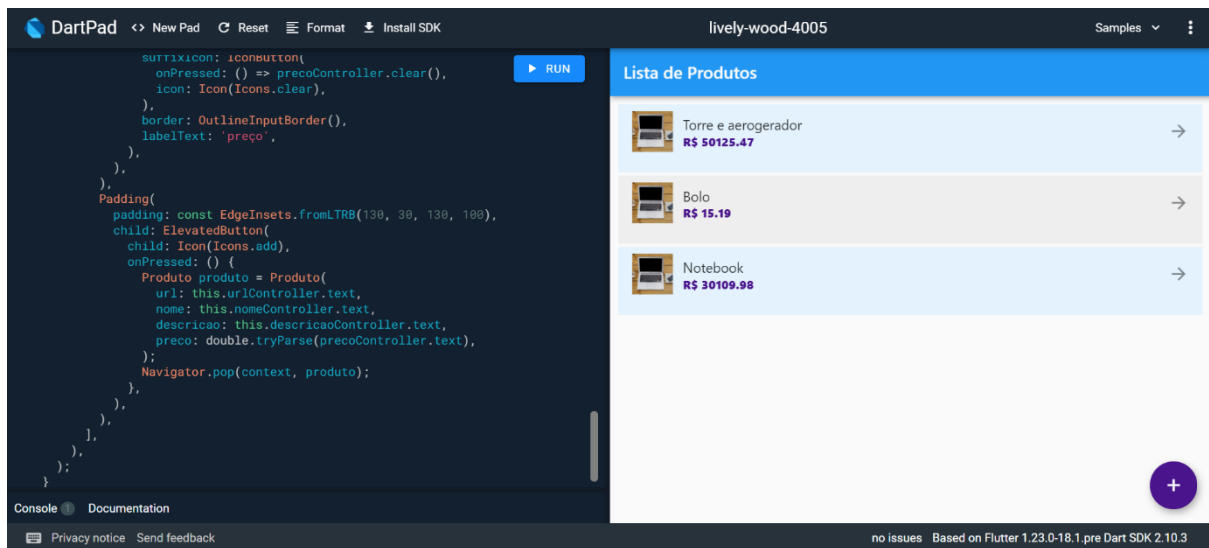 DartPad <> New Pad Reset Format Install SDK lively-wood-4005 Samples
suffixIcon: IconButton(
onPressed: () => precoController.clear(),
icon: Icon(Icons.clear),
),
border: OutlineInputBorder(),
labelText: 'preço',
),
),
),
Padding(
padding: const EdgeInsets.fromLTRB(130, 30, 130, 100),
child: ElevatedButton(
child: Icon(Icons.add),
onPressed: () {
Produto produto = Produto(
url: this.urlController.text,
nome: this.nomeController.text,
descricao: this.descricaoController.text,
preco: double.tryParse(precoController.text),
);
Navigator.pop(context, produto);
},
),
),
],
),
);
}
RUN
Lista de Produtos
Torre e aerogerador
R$ 50125.47
Bolo
R$ 15.19
Notebook
R$ 30109.98
+
Console 1 Documentation
Privacy notice Send feedback no issues Based on Flutter 1.23.0-18.1.pre Dart SDK 2.10.3